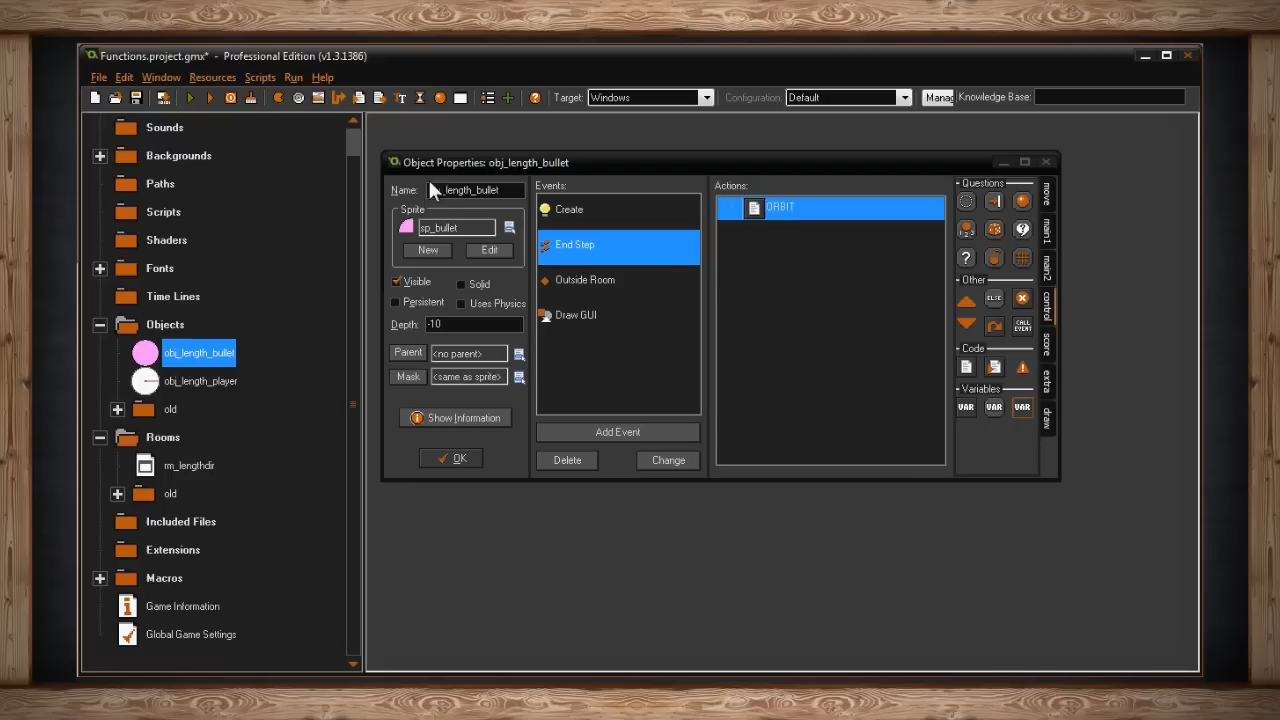 Functions.project.gmx* - Professional Edition (v1.3.1386)
File Edit Window Resources Scripts Run Help
Target: Windows Configuration: Default Manag Knowledge Base:
Sounds
Backgrounds
Paths
Scripts
Shaders
Fonts
Time Lines
Objects
obj_length_bullet
obj_length_player
old
Rooms
rm_lengthdir
old
Included Files
Extensions
Macros
Game Information
Global Game Settings
Object Properties: obj_length_bullet
Name: _length_bullet
Sprite
sp_bullet
New Edit
Visible Solid
Persistent Uses Physics
Depth: -10
Parent <no parent>
Mask <same as sprite>
Show Information
OK
Events:
Create
End Step
Outside Room
Draw GUI
Add Event
Delete Change
Actions:
ORBIT
Questions
Other
ELSE
CALL EVENT
Code
Variables
VAR VAR VAR
move
main1
main2
control
score
extra
draw